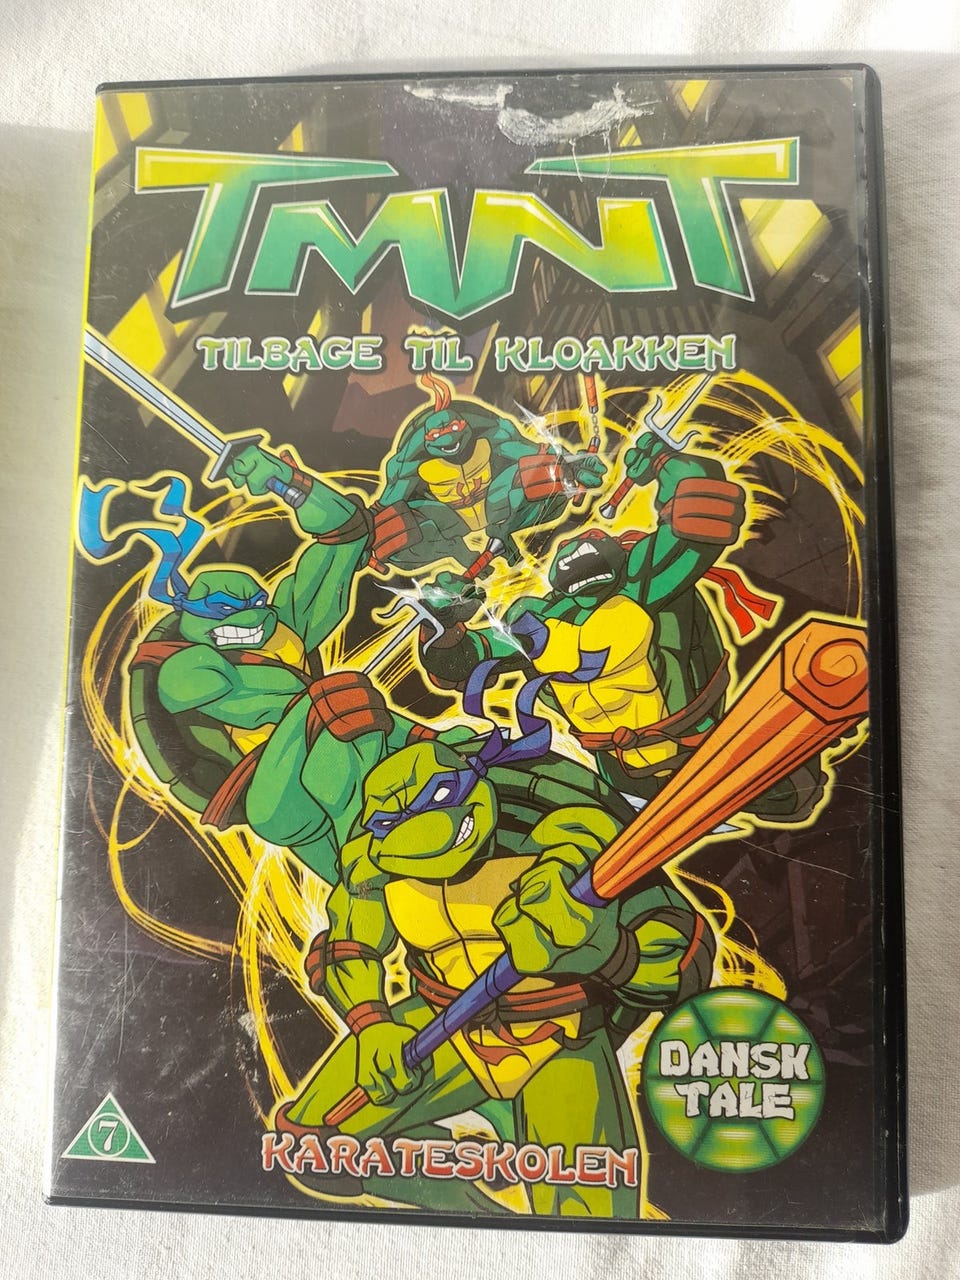 TMNT
TILBAGE TIL KLOAKKEN
DANSK
TALE
7
KARATESKOLEN